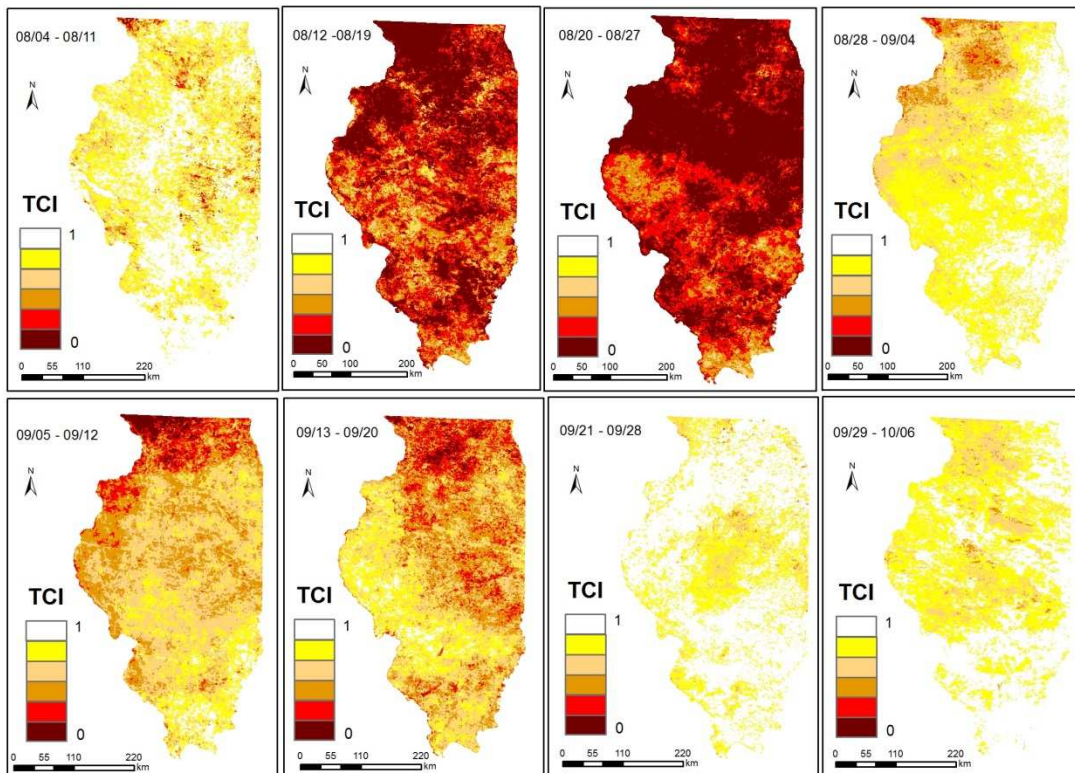 08/04 - 08/11
N
TCI
1
0
0 55 110 220
km
08/12 -08/19
N
TCI
1
0
0 50 100 200
km
08/20 - 08/27
N
TCI
1
0
0 50 100 200
km
08/28 - 09/04
N
TCI
1
0
0 55 110 220
km
09/05 - 09/12
N
TCI
1
0
0 55 110 220
km
09/13 - 09/20
N
TCI
1
0
0 55 110 220
km
09/21 - 09/28
N
TCI
1
0
0 55 110 220
km
09/29 - 10/06
N
TCI
1
0
0 55 110 220
km